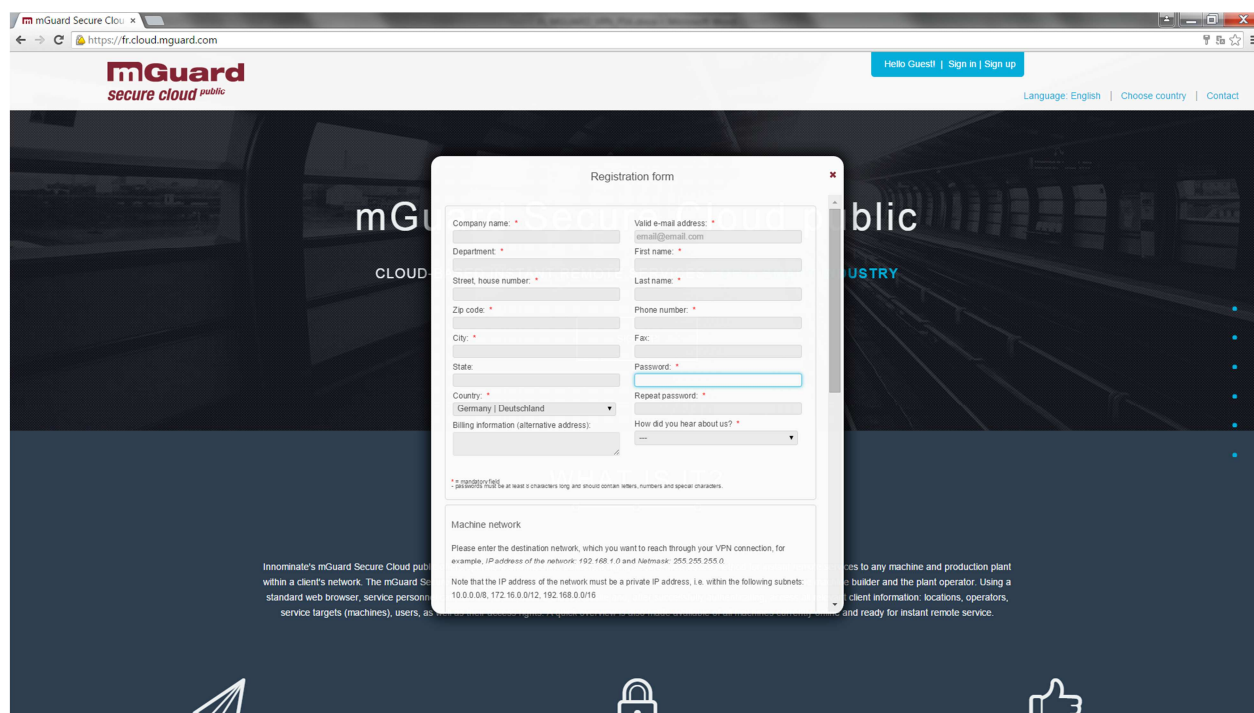 mGuard Secure Clou
https://fr.cloud.mguard.com
mGuard
secure cloud public
Hello Guest! | Sign in | Sign up
Language: English | Choose country | Contact
mGu
blic
CLOUD-
USTRY
Registration form
Company name: *
Valid e-mail address: *
email@email.com
Department: *
First name: *
Street, house number: *
Last name: *
Zip code: *
Phone number: *
City: *
Fax:
State:
Password: *
Country: *
Repeat password: *
Germany | Deutschland
Billing information (alternative address):
How did you hear about us? *
---
* = mandatory field
- passwords must be at least 8 characters long and should contain letters, numbers and special characters.
Machine network
Please enter the destination network, which you want to reach through your VPN connection, for
example, IP address of the network: 192.168.1.0 and Netmask: 255.255.255.0.
Note that the IP address of the network must be a private IP address, i.e. within the following subnets:
10.0.0.0/8, 172.16.0.0/12, 192.168.0.0/16
Innominate's mGuard Secure Cloud publ ces to any machine and production plant
within a client's network. The mGuard Se e builder and the plant operator. Using a
standard web browser, service personn t client information: locations, operators,
service targets (machines), users, as and ready for instant remote service.